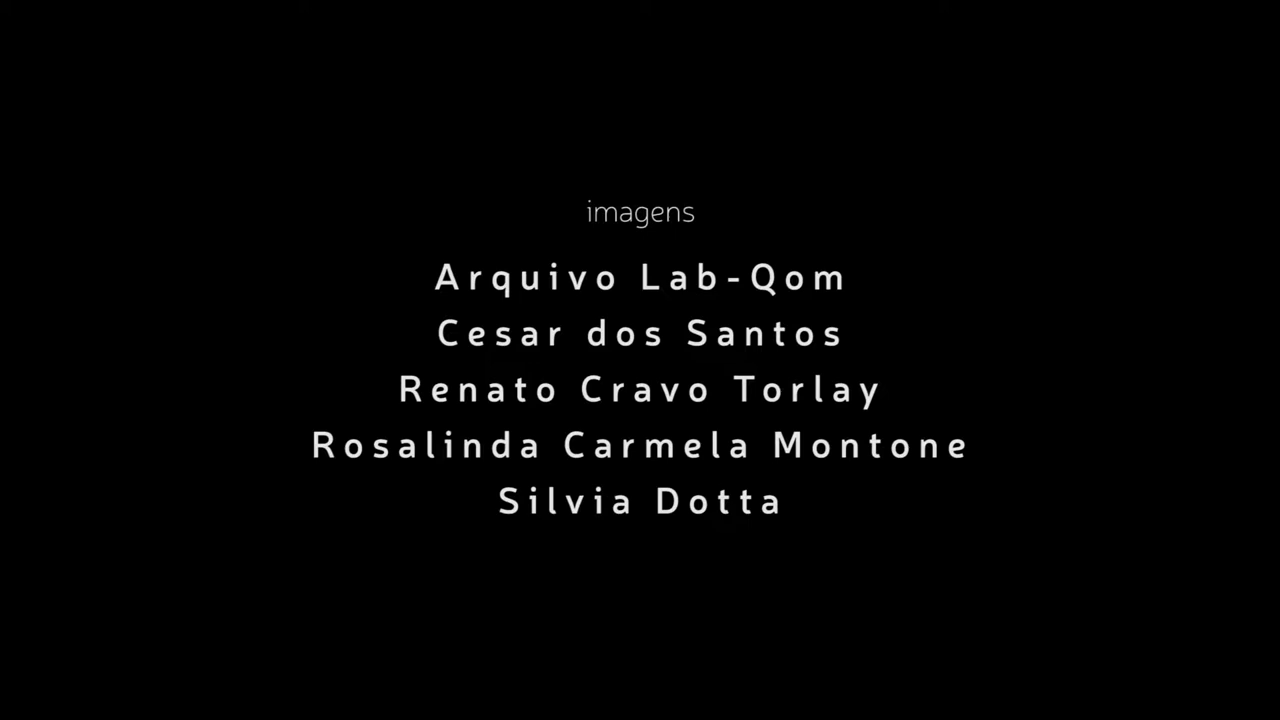 imagens
Arquivo Lab-Qom
Cesar dos Santos
Renato Cravo Torlay
Rosalinda Carmela Montone
Silvia Dotta